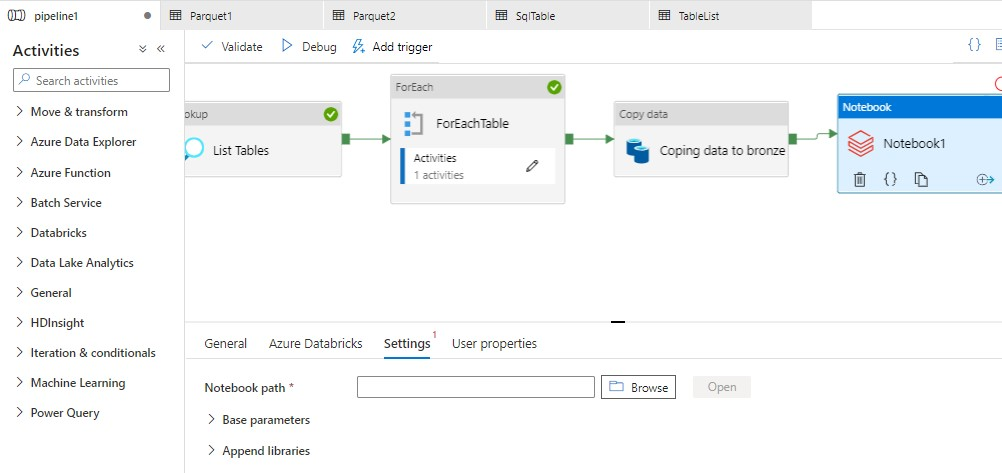 pipeline1
Parquet1
Parquet2
SqlTable
TableList
Activities
Search activities
Move & transform
Azure Data Explorer
Azure Function
Batch Service
Databricks
Data Lake Analytics
General
HDInsight
Iteration & conditionals
Machine Learning
Power Query
Validate
Debug
Add trigger
{}
okup
List Tables
ForEach
ForEachTable
Activities
1 activities
Copy data
Coping data to bronze
Notebook
Notebook1
{}
General
Azure Databricks
Settings 1
User properties
Notebook path *
Browse
Open
Base parameters
Append libraries